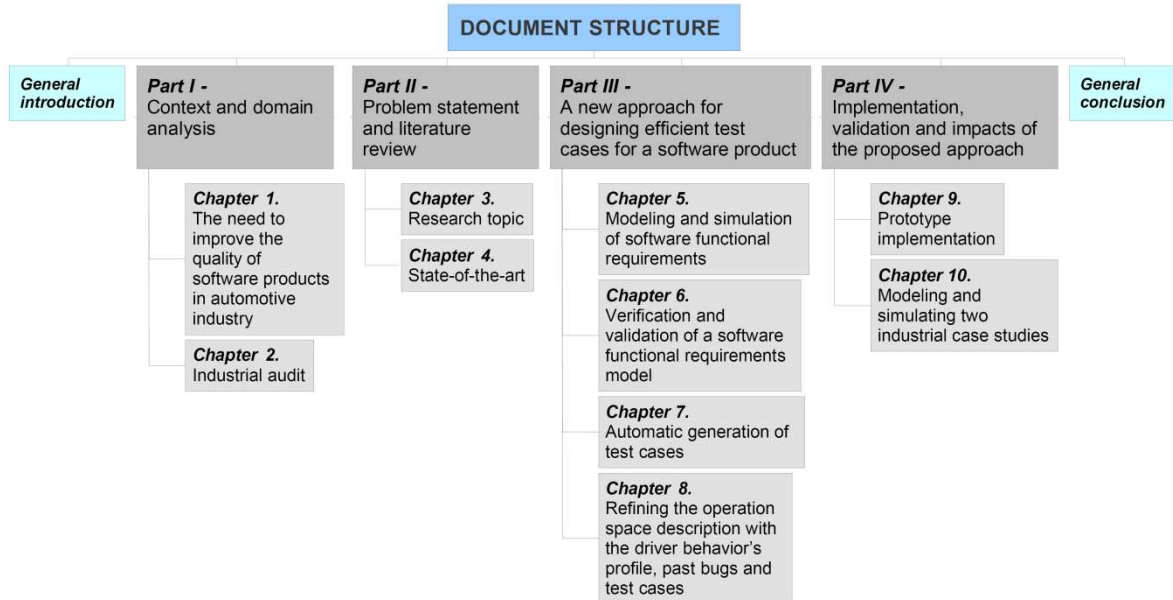 DOCUMENT STRUCTURE
General
introduction
Part I -
Context and domain
analysis
Chapter 1.
The need to
improve the
quality of
software products
in automotive
industry
Chapter 2.
Industrial audit
Part II -
Problem statement
and literature
review
Chapter 3.
Research topic
Chapter 4.
State-of-the-art
Part III -
A new approach for
designing efficient test
cases for a software product
Chapter 5.
Modeling and simulation
of software functional
requirements
Chapter 6.
Verification and
validation of a software
functional requirements
model
Chapter 7.
Automatic generation of
test cases
Chapter 8.
Refining the operation
space description with
the driver behavior’s
profile, past bugs and
test cases
Part IV -
Implementation,
validation and impacts of
the proposed approach
Chapter 9.
Prototype
implementation
Chapter 10.
Modeling and
simulating two
industrial case studies
General
conclusion